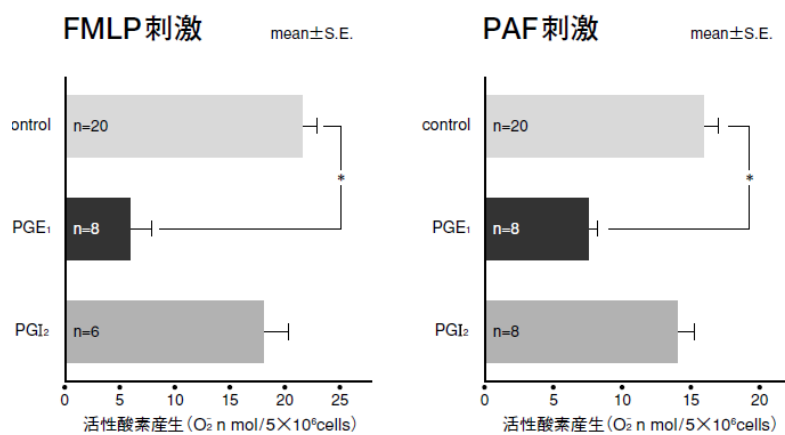 FMLP刺激
mean±S.E.
ontrol
n=20
*
PGE₁
n=8
PGI₂
n=6
0 5 10 15 20 25
活性酸素産生(O₂⁻ n mol/5×10⁶cells)
PAF刺激
mean±S.E.
control
n=20
*
PGE₁
n=8
PGI₂
n=8
0 5 10 15 20
活性酸素産生(O₂⁻ n mol/5×10⁶cells)